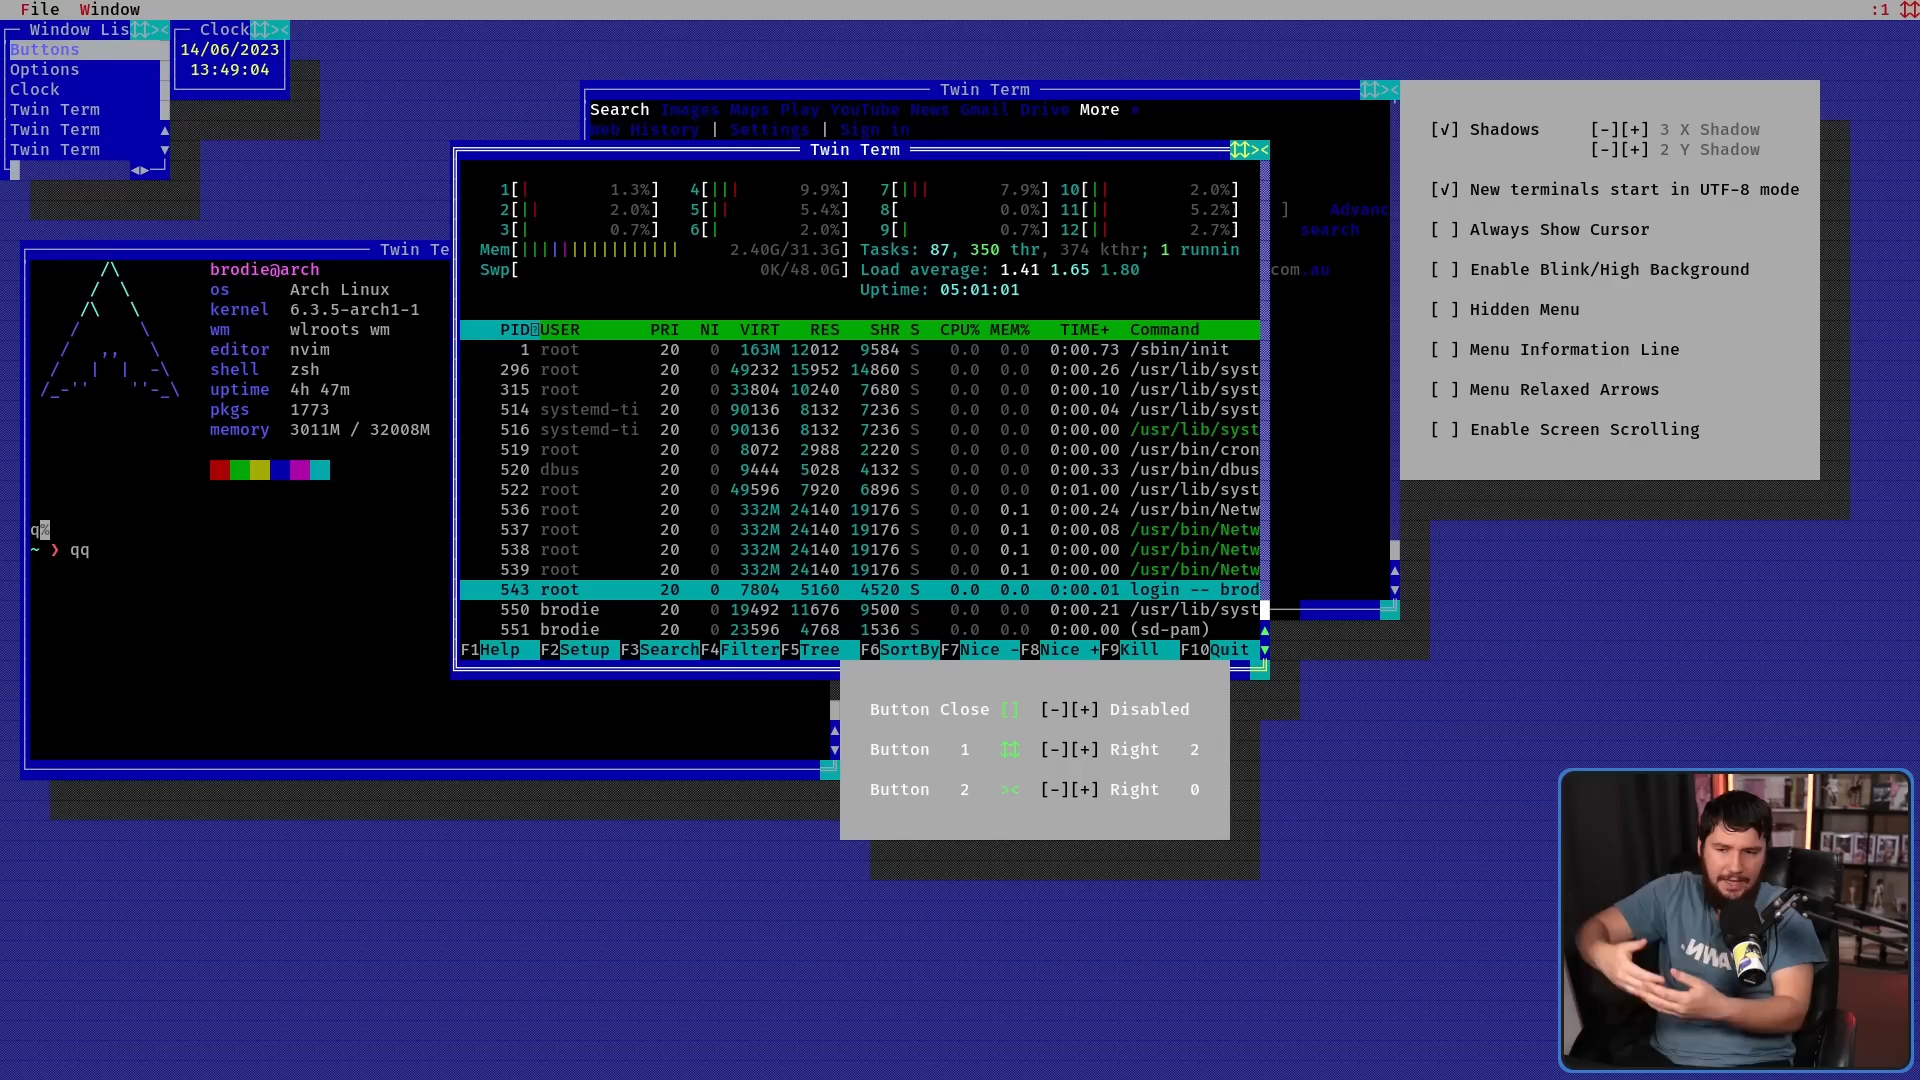 File Window :1
Window Lis
Buttons
Options
Clock
Twin Term
Twin Term
Twin Term
Clock
14/06/2023
13:49:04
Twin Term
Search Images Maps Play YouTube News Gmail Drive More »
Web History | Settings | Sign in
] Advanc
search
com.au
Twin Te
brodie@arch
os Arch Linux
kernel 6.3.5-arch1-1
wm wlroots wm
editor nvim
shell zsh
uptime 4h 47m
pkgs 1773
memory 3011M / 32008M
q%
~ ❯ qq
Twin Term
1[| 1.3%] 4[||| 9.9%] 7[||| 7.9%] 10[|| 2.0%]
2[|| 2.0%] 5[|| 5.4%] 8[ 0.0%] 11[|| 5.2%]
3[| 0.7%] 6[| 2.0%] 9[| 0.7%] 12[|| 2.7%]
Mem[|||||||||||||||| 2.40G/31.3G] Tasks: 87, 350 thr, 374 kthr; 1 runnin
Swp[ 0K/48.0G] Load average: 1.41 1.65 1.80
Uptime: 05:01:01
PID USER PRI NI VIRT RES SHR S CPU% MEM% TIME+ Command
1 root 20 0 163M 12012 9584 S 0.0 0.0 0:00.73 /sbin/init
296 root 20 0 49232 15952 14860 S 0.0 0.0 0:00.26 /usr/lib/syst
315 root 20 0 33804 10240 7680 S 0.0 0.0 0:00.10 /usr/lib/syst
514 systemd-ti 20 0 90136 8132 7236 S 0.0 0.0 0:00.04 /usr/lib/syst
516 systemd-ti 20 0 90136 8132 7236 S 0.0 0.0 0:00.00 /usr/lib/syst
519 root 20 0 8072 2988 2220 S 0.0 0.0 0:00.00 /usr/bin/cron
520 dbus 20 0 9444 5028 4132 S 0.0 0.0 0:00.33 /usr/bin/dbus
522 root 20 0 49596 7920 6896 S 0.0 0.0 0:01.00 /usr/lib/syst
536 root 20 0 332M 24140 19176 S 0.0 0.1 0:00.24 /usr/bin/Netw
537 root 20 0 332M 24140 19176 S 0.0 0.1 0:00.08 /usr/bin/Netw
538 root 20 0 332M 24140 19176 S 0.0 0.1 0:00.00 /usr/bin/Netw
539 root 20 0 332M 24140 19176 S 0.0 0.1 0:00.00 /usr/bin/Netw
543 root 20 0 7804 5160 4520 S 0.0 0.0 0:00.01 login -- brod
550 brodie 20 0 19492 11676 9500 S 0.0 0.0 0:00.21 /usr/lib/syst
551 brodie 20 0 23596 4768 1536 S 0.0 0.0 0:00.00 (sd-pam)
F1Help F2Setup F3SearchF4FilterF5Tree F6SortByF7Nice -F8Nice +F9Kill F10Quit
[√] Shadows [-][+] 3 X Shadow
[-][+] 2 Y Shadow
[√] New terminals start in UTF-8 mode
[ ] Always Show Cursor
[ ] Enable Blink/High Background
[ ] Hidden Menu
[ ] Menu Information Line
[ ] Menu Relaxed Arrows
[ ] Enable Screen Scrolling
Button Close [] [-][+] Disabled
Button 1 ↕↕ [-][+] Right 2
Button 2 >< [-][+] Right 0